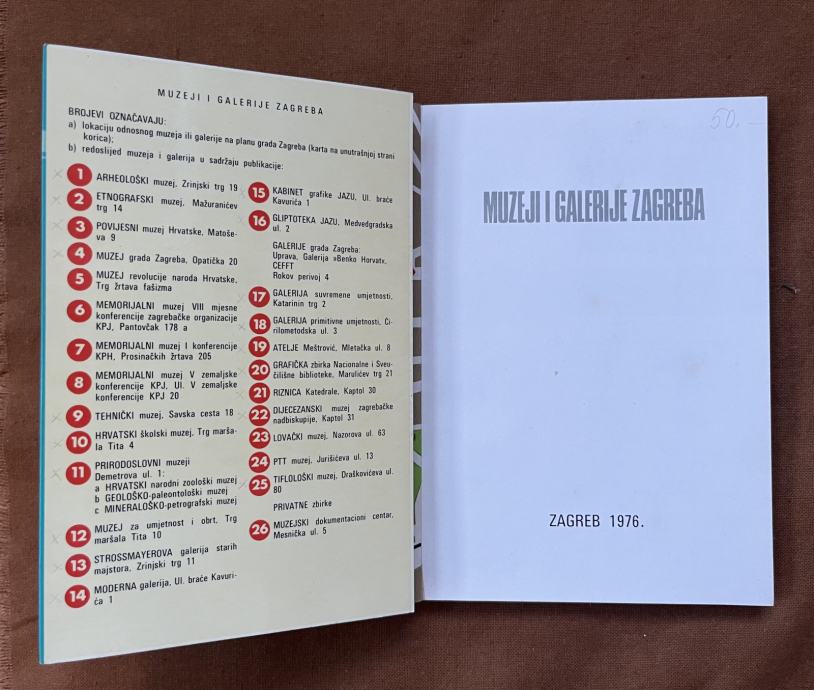 MUZEJI I GALERIJE ZAGREBA
BROJEVI OZNAČAVAJU:
a) lokaciju odnosnog muzeja ili galerije na planu grada Zagreba (karta na unutrašnjoj strani
korica);
b) redoslijed muzeja i galerija u sadržaju publikacije:
1 ARHEOLOŠKI muzej, Zrinjski trg 19
2 ETNOGRAFSKI muzej, Mažuranićev
trg 14
3 POVIJESNI muzej Hrvatske, Matoše-
va 9
4 MUZEJ grada Zagreba, Opatička 20
5 MUZEJ revolucije naroda Hrvatske,
Trg žrtava fašizma
6 MEMORIJALNI muzej VIII mjesne
konferencije zagrebačke organizacije
KPJ, Pantovčak 178 a
7 MEMORIJALNI muzej I konferencije
KPH, Prosinačkih žrtava 205
8 MEMORIJALNI muzej V zemaljske
konferencije KPJ, Ul. V zemaljske
konferencije KPJ 20
9 TEHNIČKI muzej, Savska cesta 18
10 HRVATSKI školski muzej, Trg marša-
la Tita 4
11 PRIRODOSLOVNI muzeji
Demetrova ul. 1:
a HRVATSKI narodni zoološki muzej
b GEOLOŠKO-paleontološki muzej
c MINERALOŠKO-petrografski muzej
12 MUZEJ za umjetnost i obrt, Trg
maršala Tita 10
13 STROSSMAYEROVA galerija starih
majstora, Zrinjski trg 11
14 MODERNA galerija, Ul. braće Kavuri-
ća 1
15 KABINET grafike JAZU, Ul. braće
Kavurića 1
16 GLIPTOTEKA JAZU, Medvedgradska
ul. 2
GALERIJE grada Zagreba:
Uprava, Galerija »Benko Horvat«,
CEFFT
Rokov perivoj 4
17 GALERIJA suvremene umjetnosti,
Katarinin trg 2
18 GALERIJA primitivne umjetnosti, Ći-
rilometodska ul. 3
19 ATELJE Meštrović, Mletačka ul. 8
20 GRAFIČKA zbirka Nacionalne i Sveu-
čilišne biblioteke, Marulićev trg 21
21 RIZNICA Katedrale, Kaptol 30
22 DIJECEZANSKI muzej zagrebačke
nadbiskupije, Kaptol 31
23 LOVAČKI muzej, Nazorova ul. 63
24 PTT muzej, Jurišićeva ul. 13
25 TIFLOLOŠKI muzej, Draškovićeva ul.
80
PRIVATNE zbirke
26 MUZEJSKI dokumentacioni centar,
Mesnička ul. 5
50.—
MUZEJI I GALERIJE ZAGREBA
ZAGREB 1976.